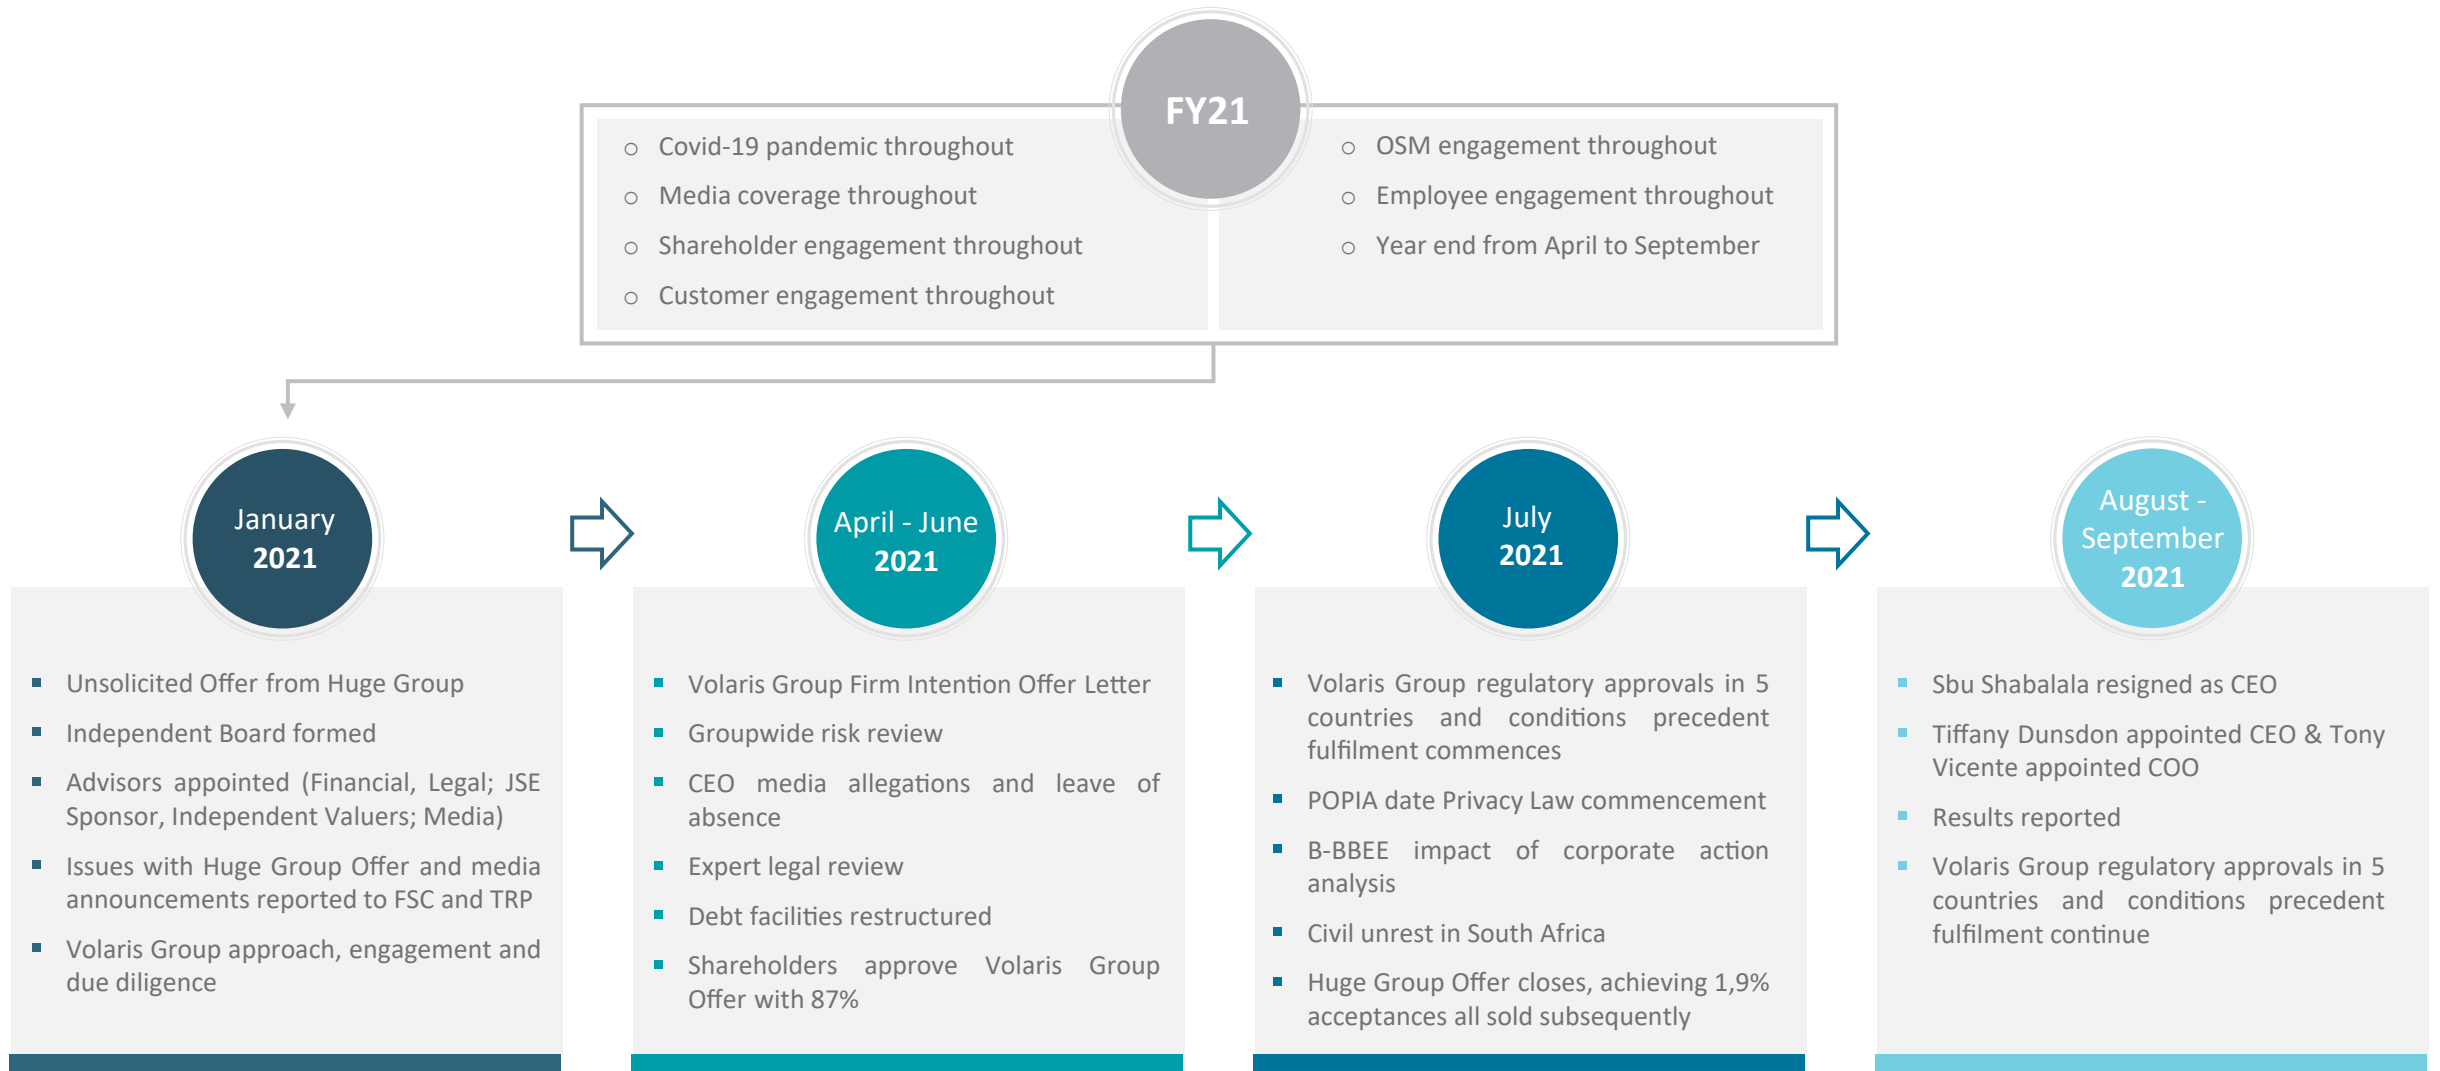 FY21
Covid-19 pandemic throughout
Media coverage throughout
Shareholder engagement throughout
Customer engagement throughout
OSM engagement throughout
Employee engagement throughout
Year end from April to September
January
2021
Unsolicited Offer from Huge Group
Independent Board formed
Advisors appointed (Financial, Legal; JSE
Sponsor, Independent Valuers; Media)
Issues with Huge Group Offer and media
announcements reported to FSC and TRP
Volaris Group approach, engagement and
due diligence
April - June
2021
Volaris Group Firm Intention Offer Letter
Groupwide risk review
CEO media allegations and leave of
absence
Expert legal review
Debt facilities restructured
Shareholders approve Volaris Group
Offer with 87%
July
2021
Volaris Group regulatory approvals in 5
countries and conditions precedent
fulfilment commences
POPIA date Privacy Law commencement
B-BBEE impact of corporate action
analysis
Civil unrest in South Africa
Huge Group Offer closes, achieving 1,9%
acceptances all sold subsequently
August -
September
2021
Sbu Shabalala resigned as CEO
Tiffany Dunsdon appointed CEO & Tony
Vicente appointed COO
Results reported
Volaris Group regulatory approvals in 5
countries and conditions precedent
fulfilment continue